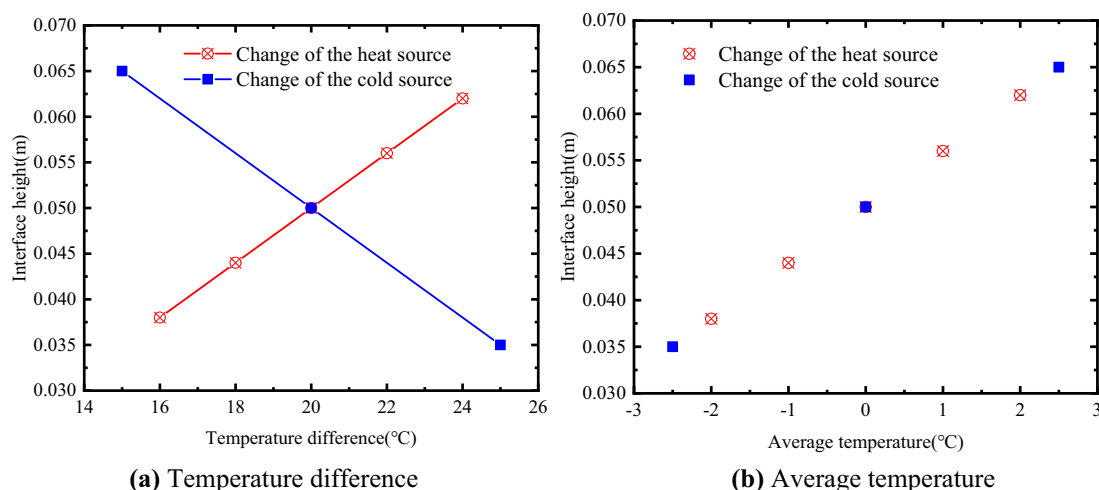 0.070
0.065
0.060
0.055
0.050
0.045
0.040
0.035
0.030
Interface height(m)
Change of the heat source
Change of the cold source
14 16 18 20 22 24 26
Temperature difference(℃)
(a) Temperature difference
0.070
0.065
0.060
0.055
0.050
0.045
0.040
0.035
0.030
Interface height(m)
Change of the heat source
Change of the cold source
-3 -2 -1 0 1 2 3
Average temperature(℃)
(b) Average temperature